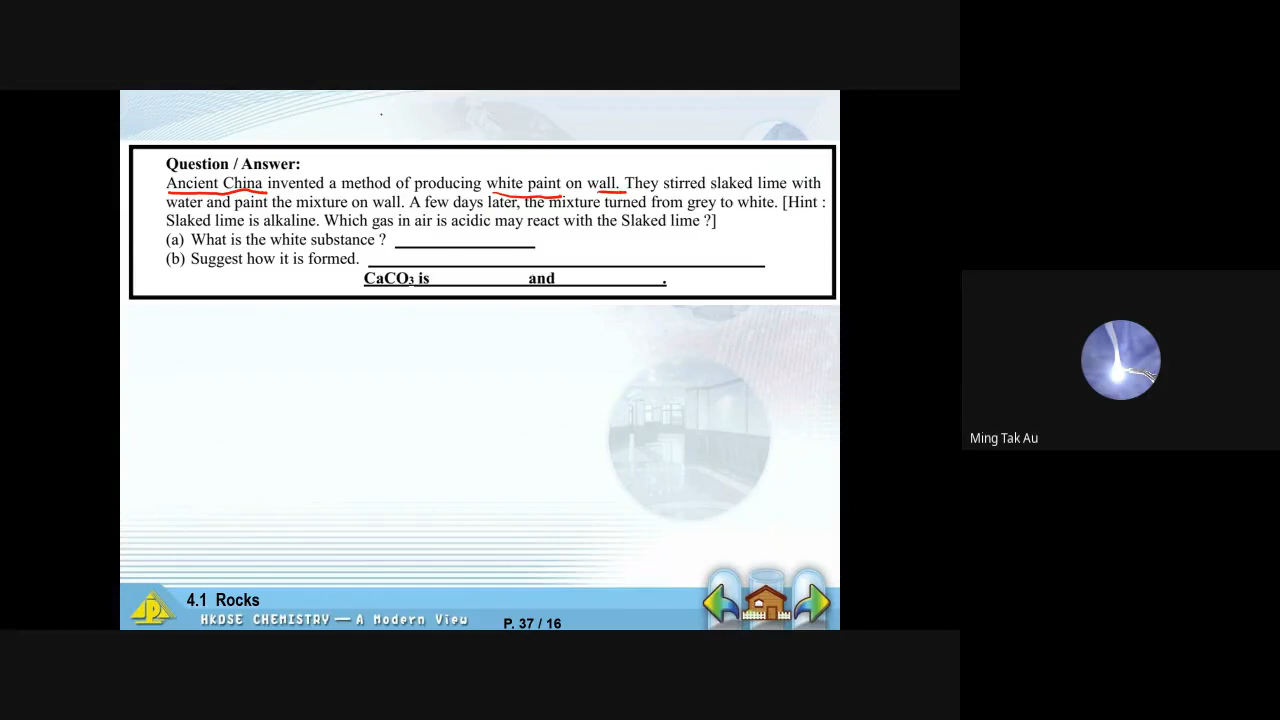 Question / Answer:
Ancient China invented a method of producing white paint on wall. They stirred slaked lime with
water and paint the mixture on wall. A few days later, the mixture turned from grey to white. [Hint :
Slaked lime is alkaline. Which gas in air is acidic may react with the Slaked lime ?]
(a) What is the white substance ? ________________
(b) Suggest how it is formed. ________________
CaCO₃ is ____________ and ____________ .
Ming Tak Au
4.1 Rocks
HKDSE CHEMISTRY — A Modern View
P. 37 / 16